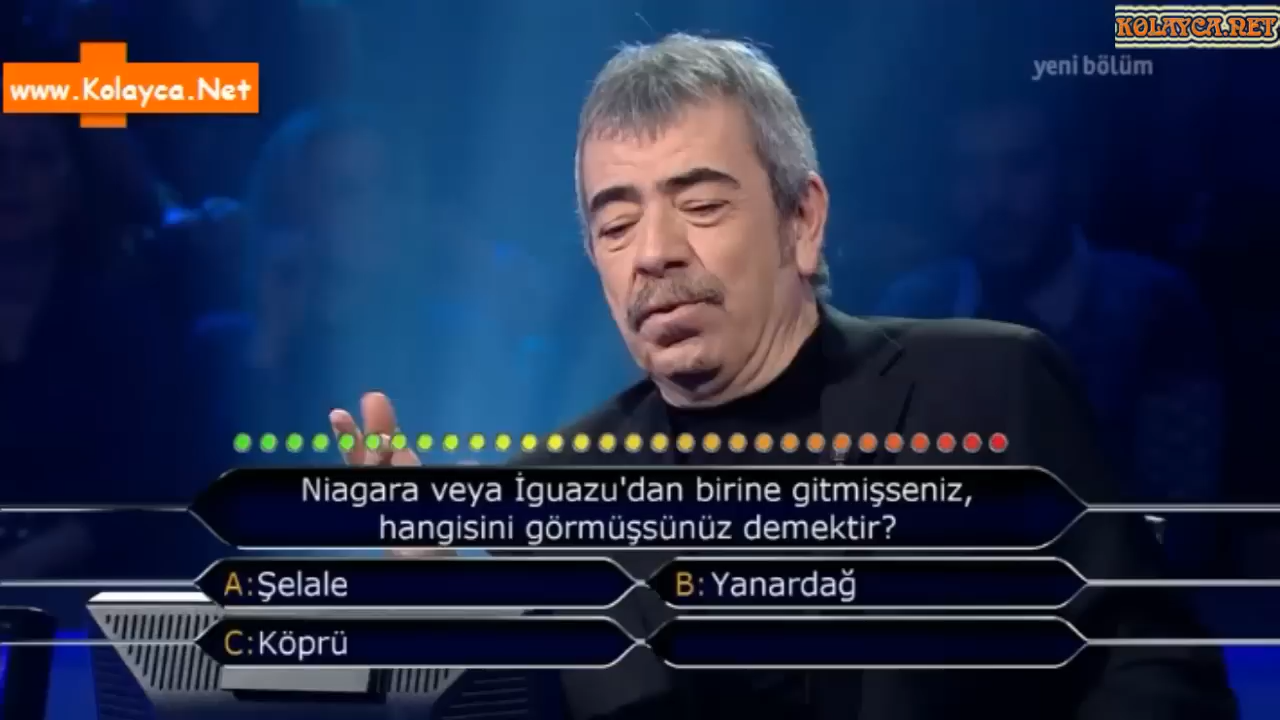 KOLAYCA.NET
yeni bölüm
www.Kolayca.Net
Niagara veya İguazu'dan birine gitmişseniz,
hangisini görmüşsünüz demektir?
A: Şelale
B: Yanardağ
C: Köprü